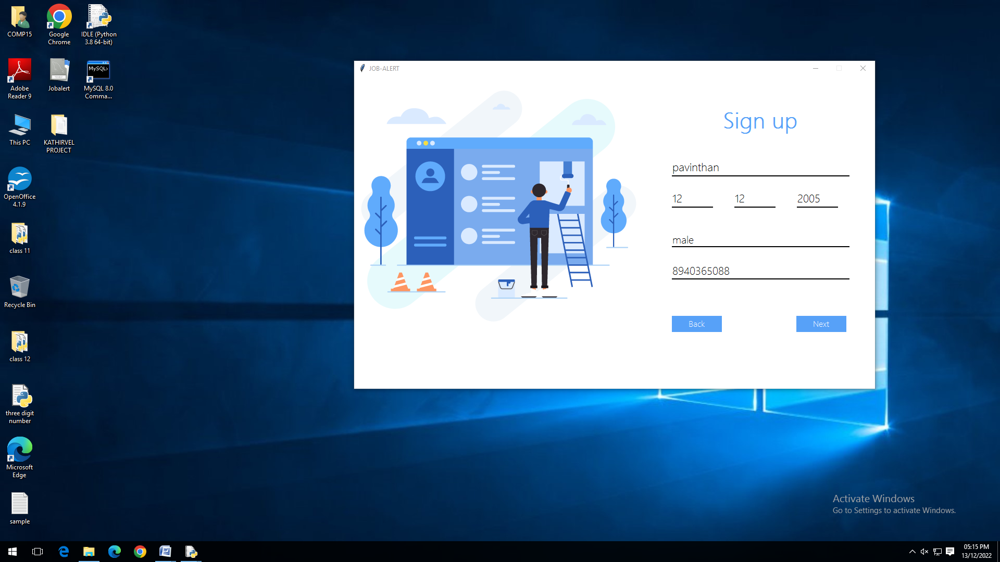 COMP15
Google
Chrome
IDLE (Python
3.8 64-bit)
Adobe
Reader 9
Jobalert
MySQL>
MySQL 8.0
Comma...
This PC
KATHIRVEL
PROJECT
OpenOffice
4.1.9
class 11
Recycle Bin
class 12
three digit
number
Microsoft
Edge
sample
JOB-ALERT
Sign up
pavinthan
12 12 2005
male
8940365088
Back Next
Activate Windows
Go to Settings to activate Windows.
05:15 PM
13/12/2022